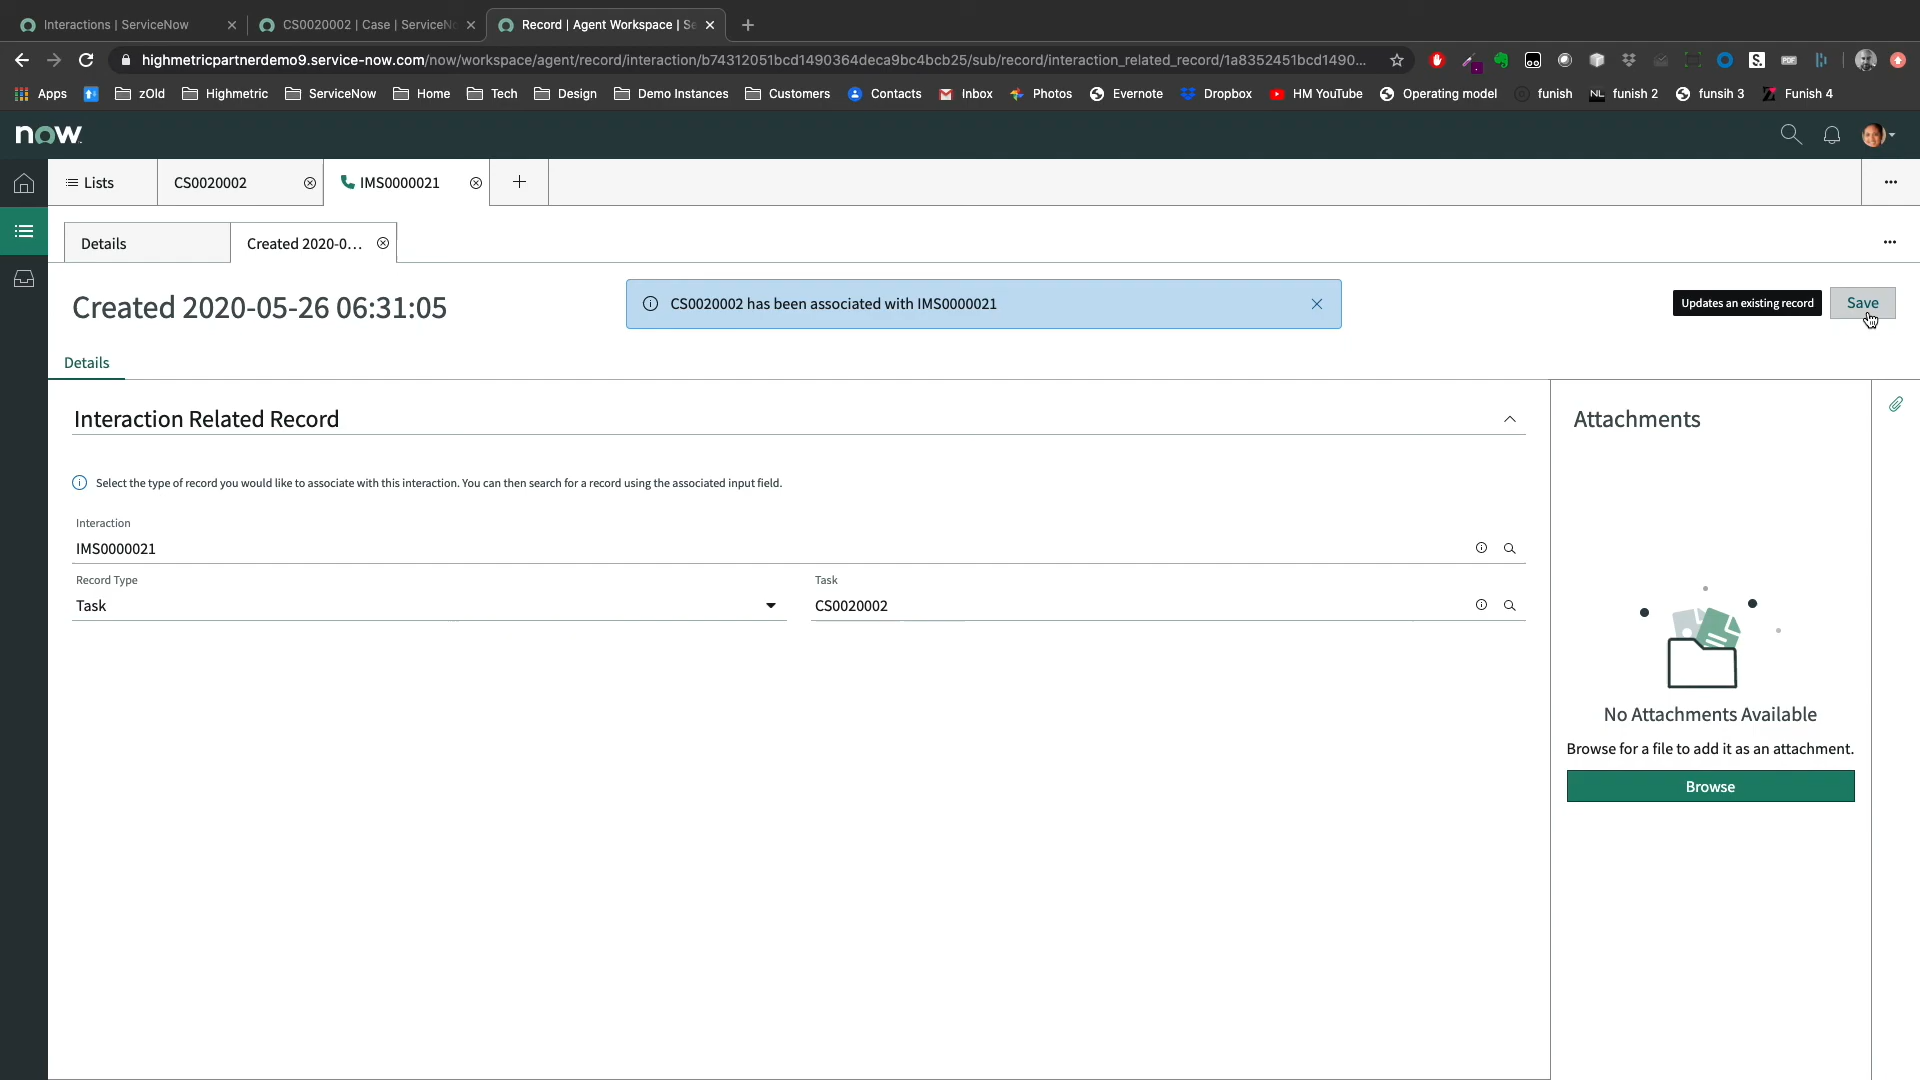 Interactions | ServiceNow
CS0020002 | Case | ServiceN
Record | Agent Workspace | Se
highmetricpartnerdemo9.service-now.com/now/workspace/agent/record/interaction/b74312051bcd1490364deca9bc4bcb25/sub/record/interaction_related_record/1a8352451bcd1490...
Apps zOld Highmetric ServiceNow Home Tech Design Demo Instances Customers Contacts Inbox Photos Evernote Dropbox HM YouTube Operating model funish NL funish 2 funsih 3 Funish 4
now
Lists CS0020002 IMS0000021
Details Created 2020-0...
Created 2020-05-26 06:31:05
CS0020002 has been associated with IMS0000021
Updates an existing record
Save
Details
Interaction Related Record
Attachments
Select the type of record you would like to associate with this interaction. You can then search for a record using the associated input field.
Interaction
IMS0000021
Record Type
Task
Task
CS0020002
No Attachments Available
Browse for a file to add it as an attachment.
Browse